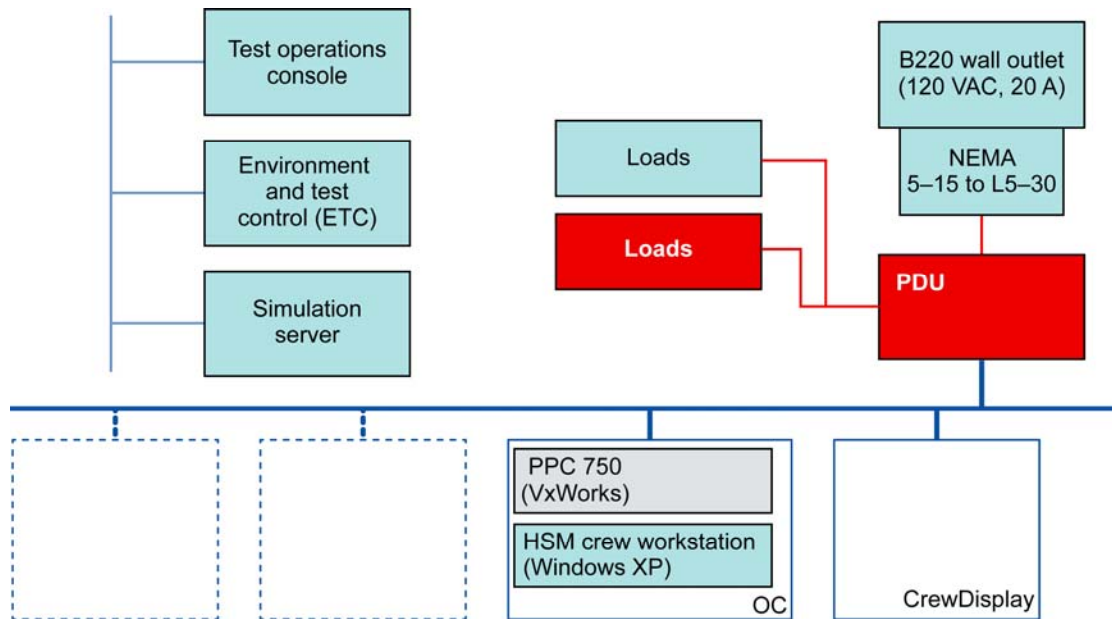 Test operations
console
Environment
and test
control (ETC)
Simulation
server
B220 wall outlet
(120 VAC, 20 A)
NEMA
5–15 to L5–30
Loads
Loads
PDU
PPC 750
(VxWorks)
HSM crew workstation
(Windows XP)
OC
CrewDisplay